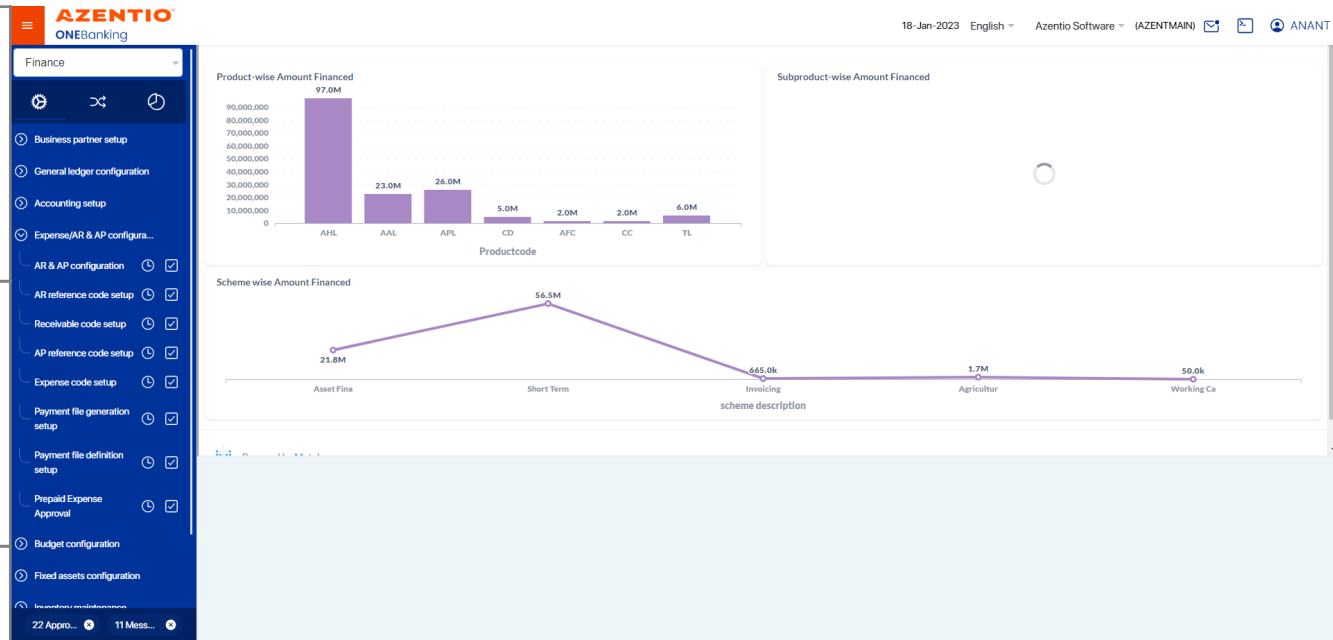 AZENTIO
ONEBanking
18-Jan-2023 English Azentio Software (AZENTMAIN) ANANT
Finance
Business partner setup
General ledger configuration
Accounting setup
Expense/AR & AP configura...
AR & AP configuration
AR reference code setup
Receivable code setup
AP reference code setup
Expense code setup
Payment file generation
setup
Payment file definition
setup
Prepaid Expense
Approval
Budget configuration
Fixed assets configuration
Inventory maintenance
22 Appro...
11 Mess...
Product-wise Amount Financed
97.0M
90,000,000
80,000,000
70,000,000
60,000,000
50,000,000
40,000,000
30,000,000
20,000,000
10,000,000
0
23.0M
26.0M
5.0M
2.0M
2.0M
6.0M
AHL AAL APL CD AFC CC TL
Productcode
Subproduct-wise Amount Financed
Scheme wise Amount Financed
56.5M
21.8M
665.0k
1.7M
50.0k
Asset Fina Short Term Invoicing Agricultur Working Ca
scheme description